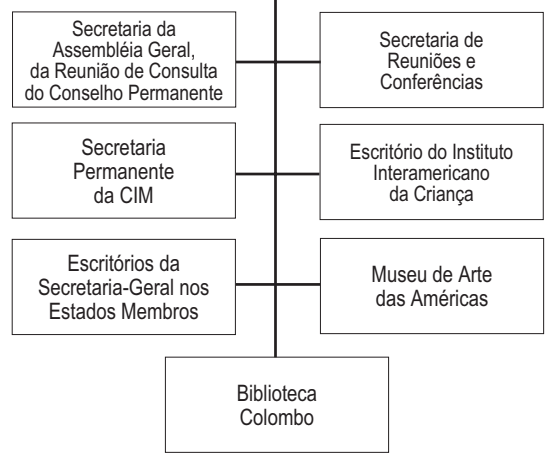 Secretaria da
Assembléia Geral,
da Reunião de Consulta
do Conselho Permanente
Secretaria de
Reuniões e
Conferências
Secretaria
Permanente
da CIM
Escritório do Instituto
Interamericano
da Criança
Escritórios da
Secretaria-Geral nos
Estados Membros
Museu de Arte
das Américas
Biblioteca
Colombo